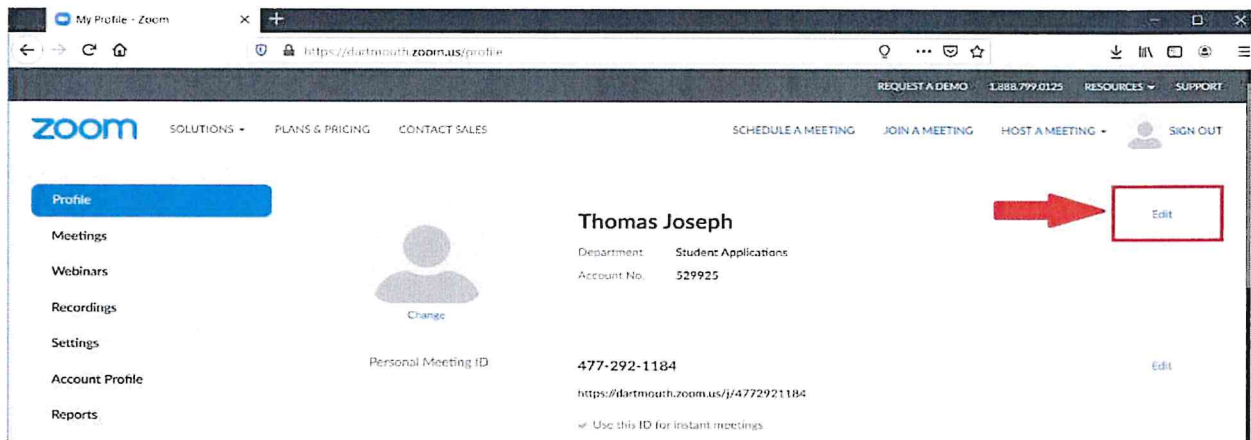 My Profile - Zoom
https://dartmouth.zoom.us/profile
REQUEST A DEMO 1.888.799.0125 RESOURCES SUPPORT
zoom SOLUTIONS PLANS & PRICING CONTACT SALES SCHEDULE A MEETING JOIN A MEETING HOST A MEETING SIGN OUT
Profile
Meetings
Webinars
Recordings
Settings
Account Profile
Reports
Change
Thomas Joseph
Edit
Department Student Applications
Account No. 529925
Personal Meeting ID 477-292-1184 Edit
https://dartmouth.zoom.us/j/4772921184
Use this ID for instant meetings